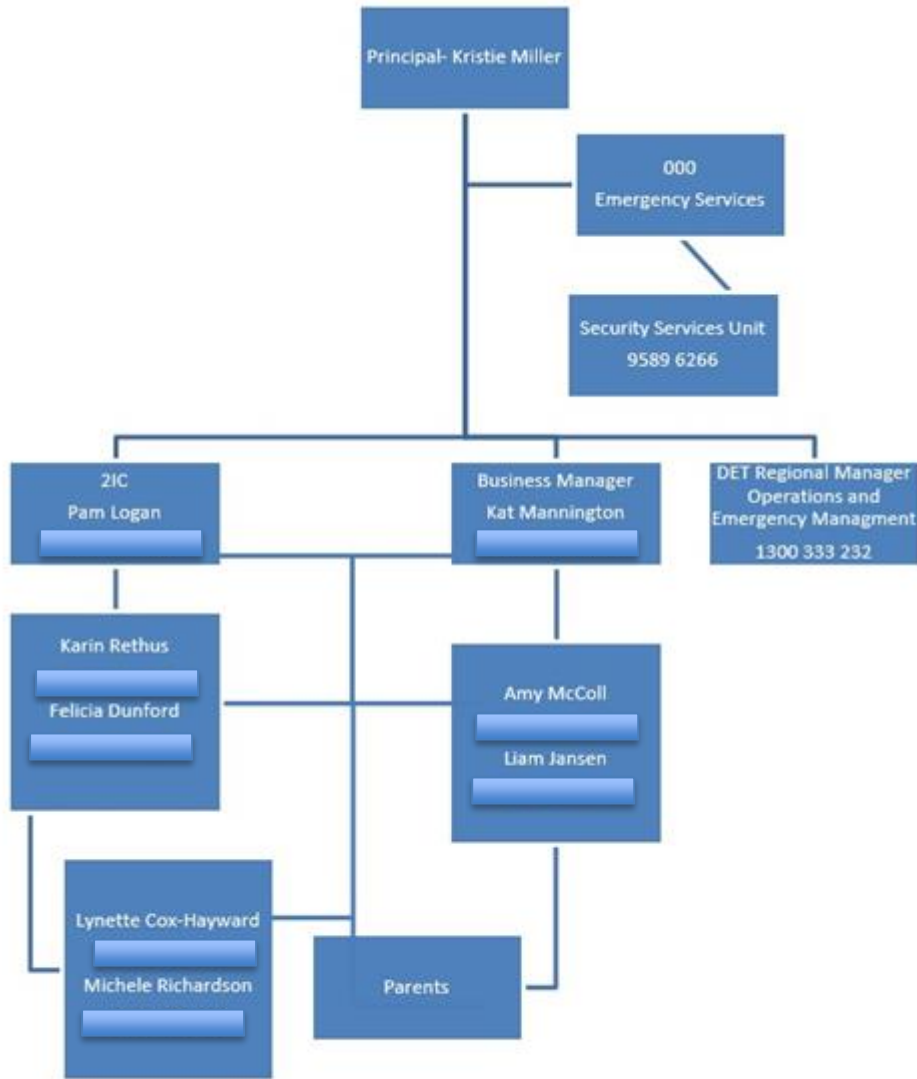 Principal- Kristie Miller
000
Emergency Services
Security Services Unit
9589 6266
2IC
Pam Logan
Business Manager
Kat Mannington
DET Regional Manager
Operations and
Emergency Managment
1300 333 232
Karin Rethus
Felicia Dunford
Amy McColl
Liam Jansen
Lynette Cox-Hayward
Michele Richardson
Parents